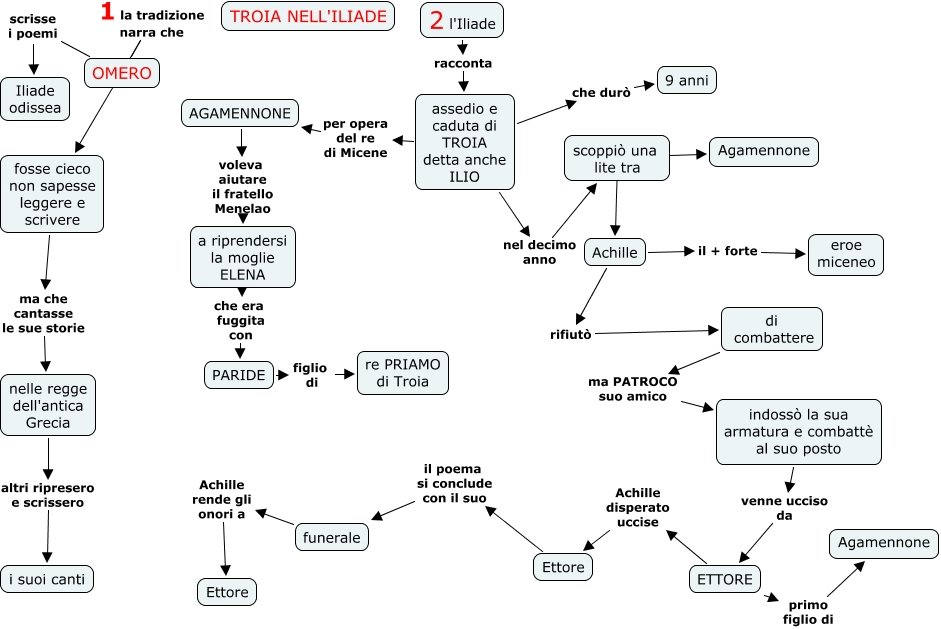 TROIA NELL'ILIADE
scrisse
i poemi
1 la tradizione
narra che
OMERO
Iliade
odissea
fosse cieco
non sapesse
leggere e
scrivere
ma che
cantasse
le sue storie
nelle regge
dell'antica
Grecia
altri ripresero
e scrissero
i suoi canti
2 l'Iliade
racconta
assedio e
caduta di
TROIA
detta anche
ILIO
che durò
9 anni
per opera
del re
di Micene
AGAMENNONE
voleva
aiutare
il fratello
Menelao
a riprendersi
la moglie
ELENA
che era
fuggita
con
PARIDE
figlio
di
re PRIAMO
di Troia
nel decimo
anno
scoppiò una
lite tra
Agamennone
Achille
il + forte
eroe
miceneo
rifiutò
di
combattere
ma PATROCO
suo amico
indossò la sua
armatura e combattè
al suo posto
venne ucciso
da
ETTORE
primo
figlio di
Agamennone
Achille
disperato
uccise
Ettore
il poema
si conclude
con il suo
funerale
Achille
rende gli
onori a
Ettore